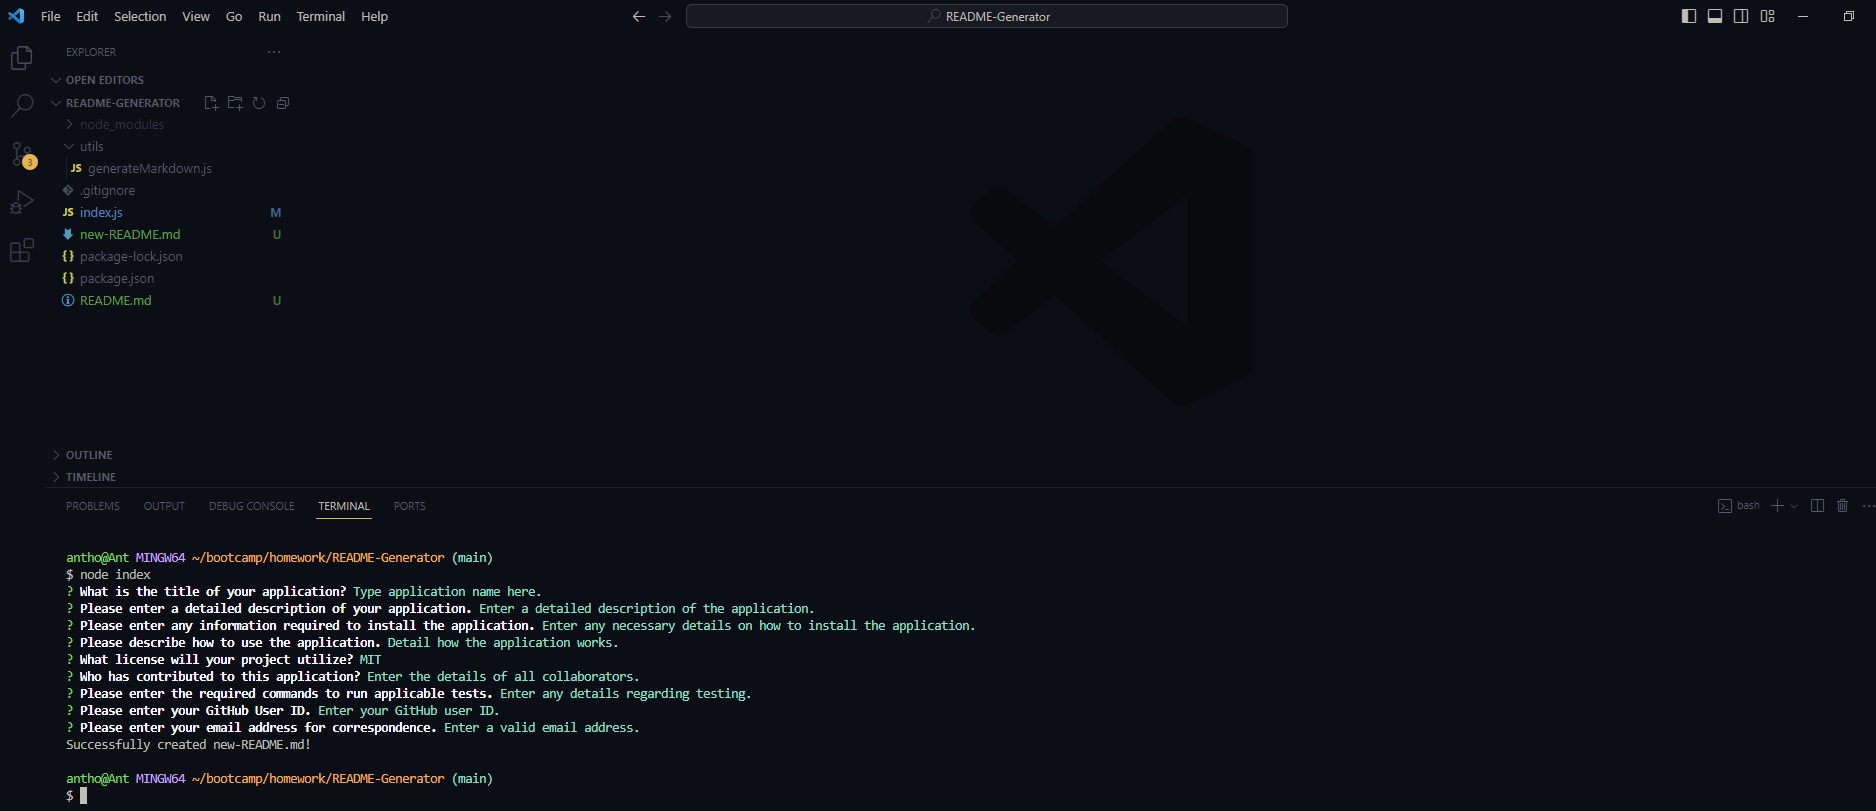 File Edit Selection View Go Run Terminal Help README-Generator
EXPLORER
OPEN EDITORS
README-GENERATOR
node_modules
utils
JS generateMarkdown.js
.gitignore
JS index.js M
new-README.md U
{} package-lock.json
{} package.json
README.md U
3
OUTLINE
TIMELINE
PROBLEMS OUTPUT DEBUG CONSOLE TERMINAL PORTS bash
antho@Ant MINGW64 ~/bootcamp/homework/README-Generator (main)
$ node index
? What is the title of your application? Type application name here.
? Please enter a detailed description of your application. Enter a detailed description of the application.
? Please enter any information required to install the application. Enter any necessary details on how to install the application.
? Please describe how to use the application. Detail how the application works.
? What license will your project utilize? MIT
? Who has contributed to this application? Enter the details of all collaborators.
? Please enter the required commands to run applicable tests. Enter any details regarding testing.
? Please enter your GitHub User ID. Enter your GitHub user ID.
? Please enter your email address for correspondence. Enter a valid email address.
Successfully created new-README.md!
antho@Ant MINGW64 ~/bootcamp/homework/README-Generator (main)
$